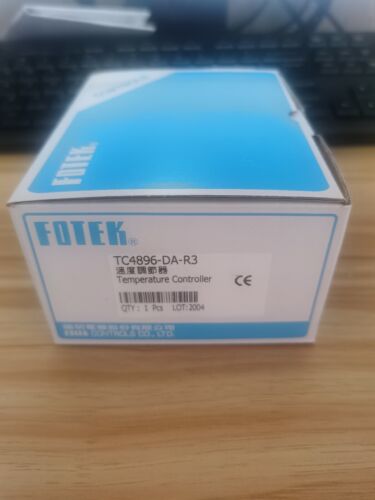 FOTEK
FOTEK®
TC4896-DA-R3
溫度調節器
Temperature Controller
CE
QTY : 1 Pcs LOT:2004
CONTROLS CO., LTD.